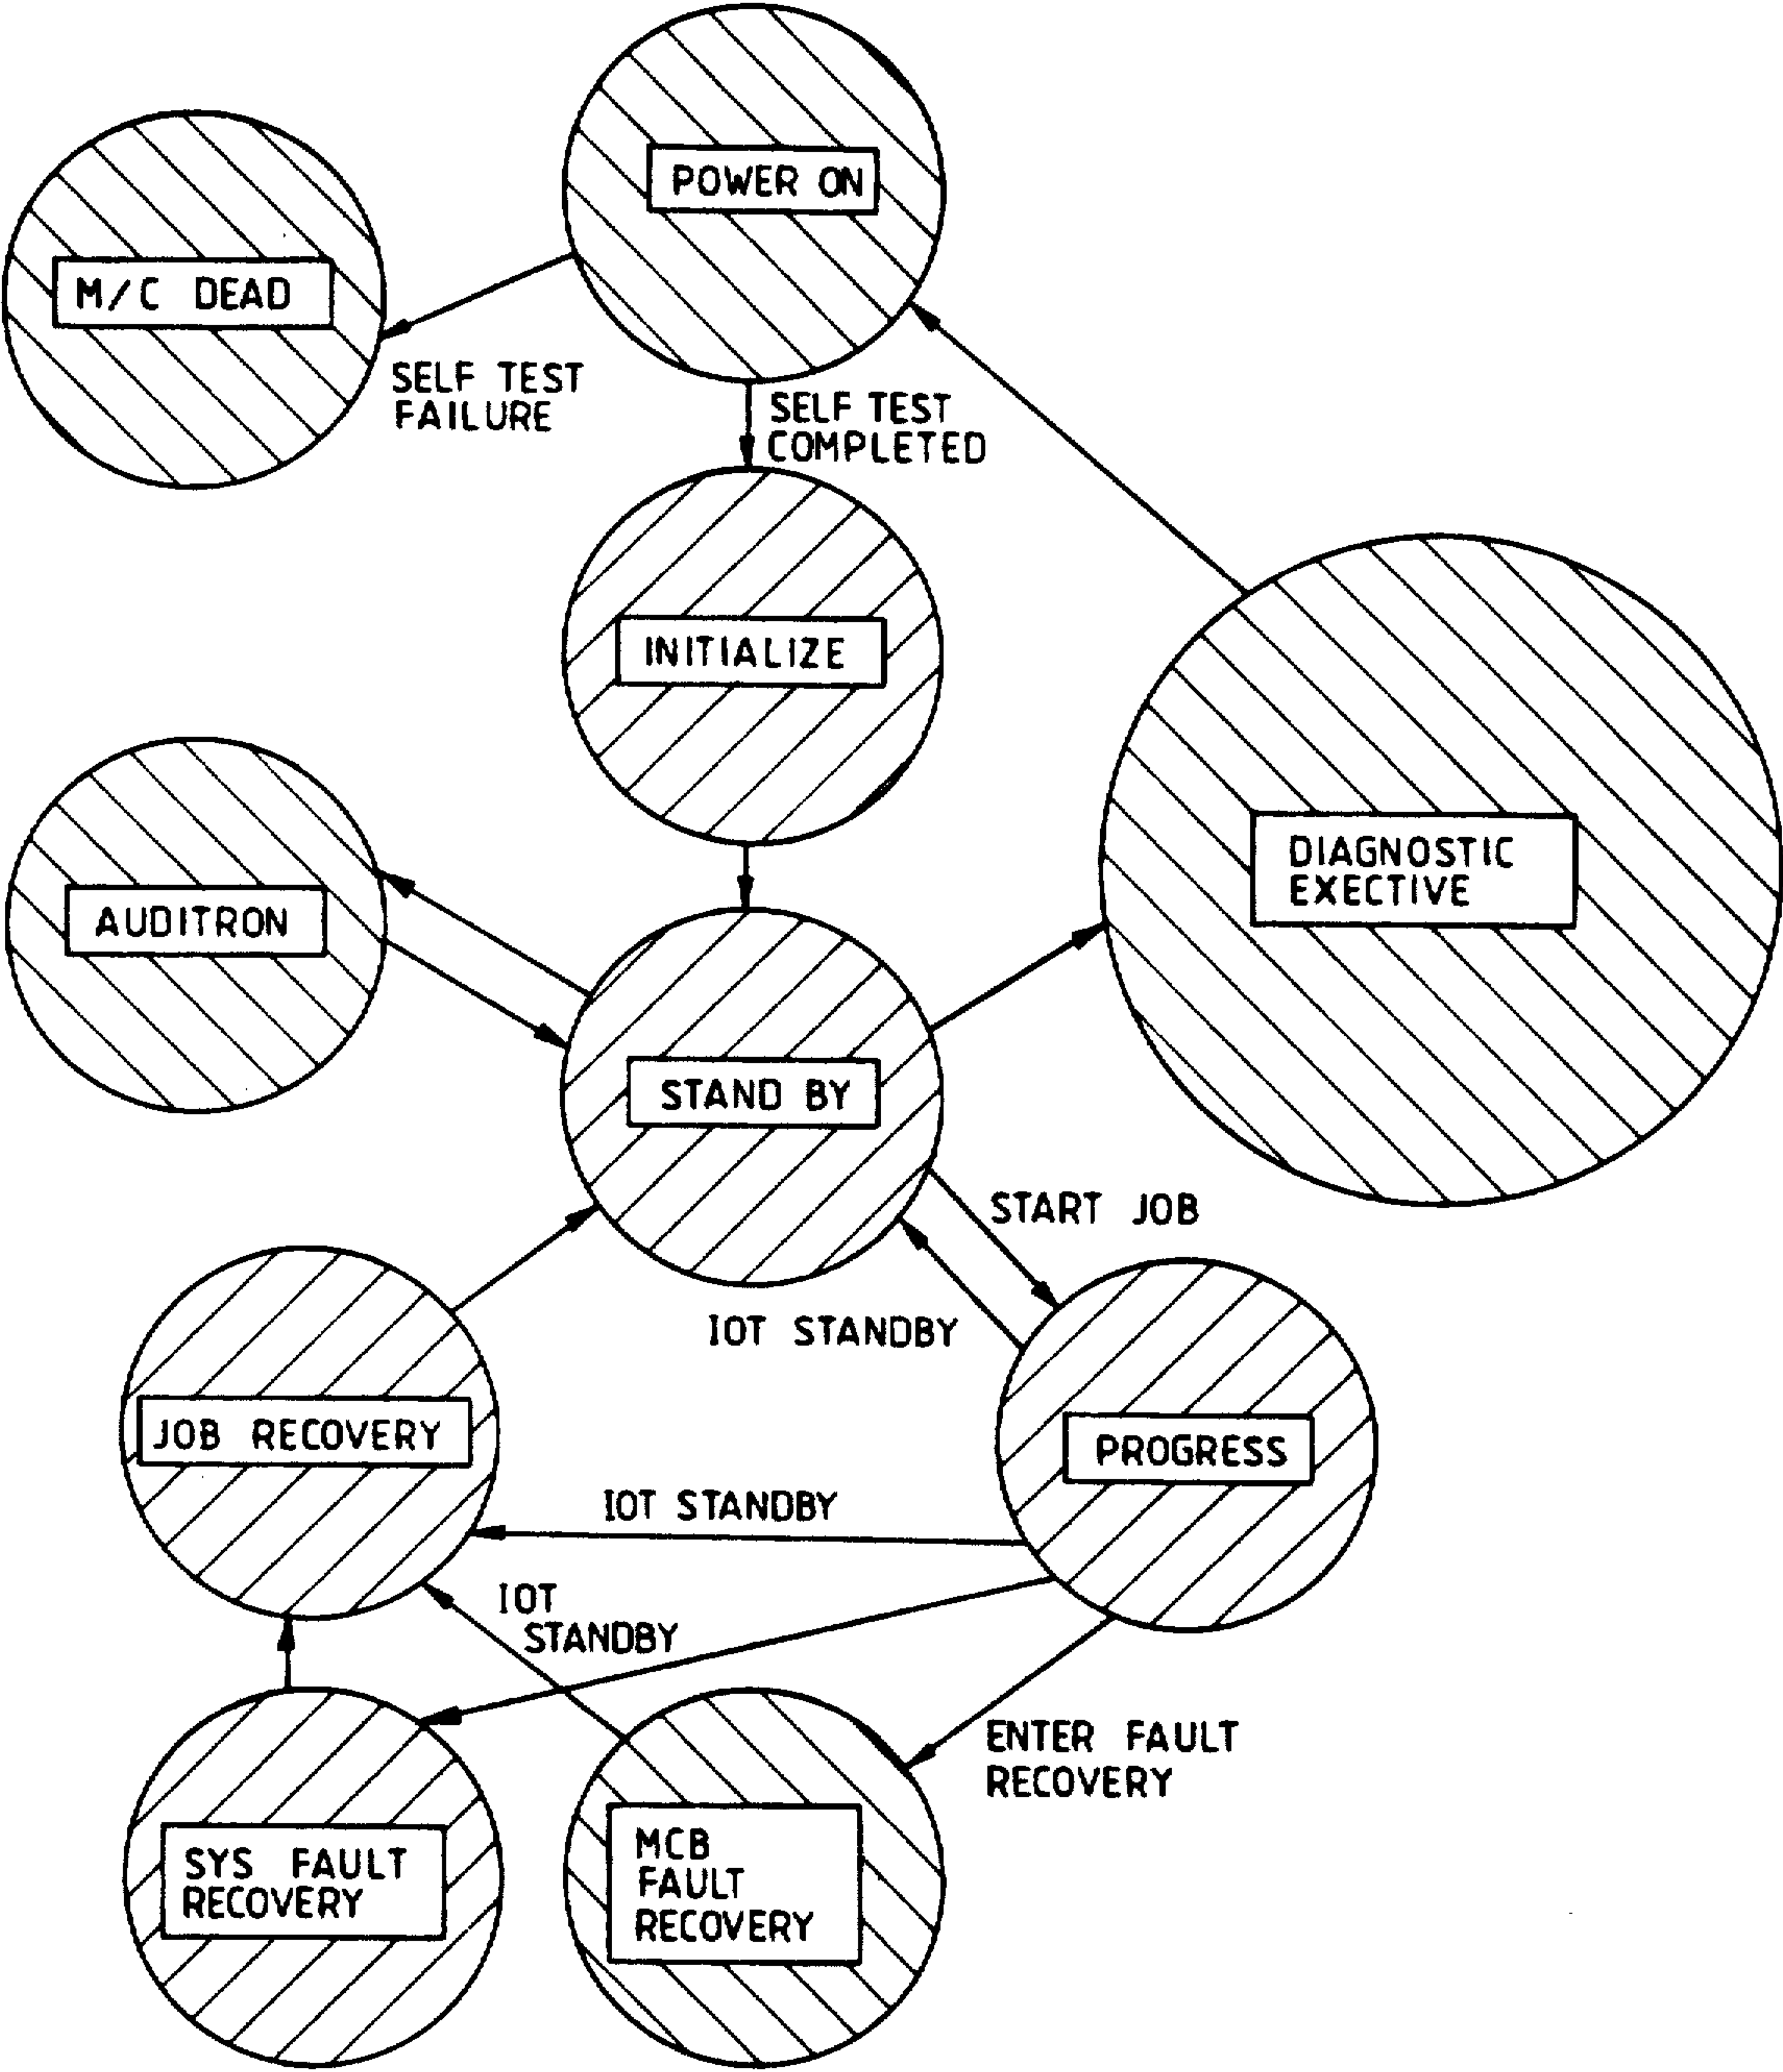 POWER ON
M/C DEAD
SELF TEST
FAILURE
SELF TEST
COMPLETED
INITIALIZE
DIAGNOSTIC
EXECTIVE
AUDITRON
STAND BY
START JOB
IOT STANDBY
JOB RECOVERY
PROGRESS
IOT STANDBY
IOT
STANDBY
ENTER FAULT
RECOVERY
SYS FAULT
RECOVERY
MCB
FAULT
RECOVERY